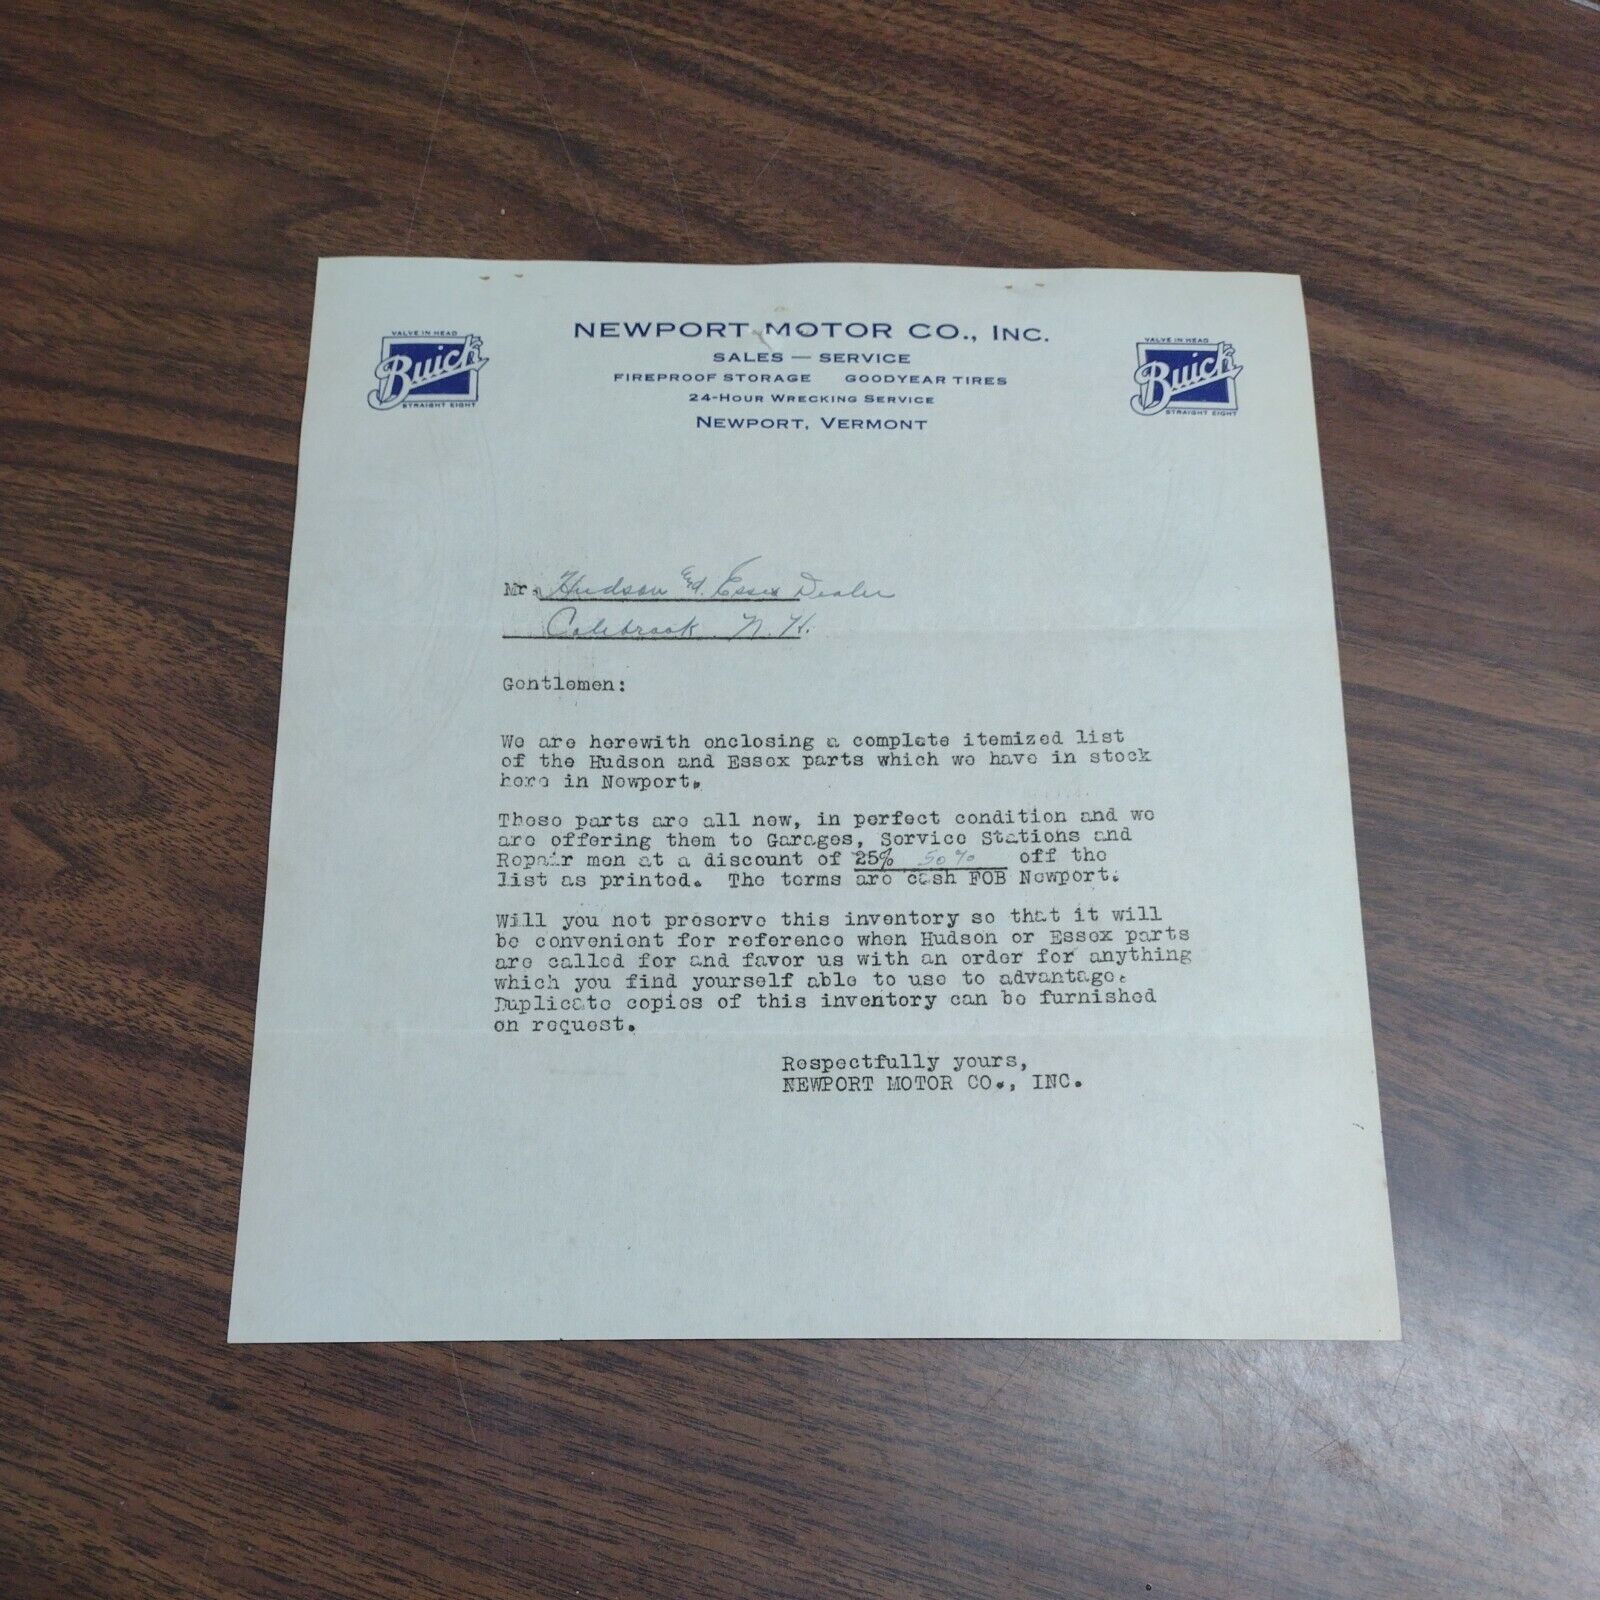 NEWPORT MOTOR CO., INC.
SALES — SERVICE
FIREPROOF STORAGE GOODYEAR TIRES
24-HOUR WRECKING SERVICE
NEWPORT, VERMONT
VALVE IN HEAD
Buick
STRAIGHT EIGHT
VALVE IN HEAD
Buick
STRAIGHT EIGHT
Mr. Hudson and. Essex Dealer
Colebrook N. H.
Gentlemen:
We are herewith enclosing a complete itemized list
of the Hudson and Essex parts which we have in stock
here in Newport.
These parts are all new, in perfect condition and we
are offering them to Garages, Service Stations and
Repair men at a discount of 25% 50% off the
list as printed. The terms are cash FOB Newport.
Will you not preserve this inventory so that it will
be convenient for reference when Hudson or Essex parts
are called for and favor us with an order for anything
which you find yourself able to use to advantage.
Duplicate copies of this inventory can be furnished
on request.
Respectfully yours,
NEWPORT MOTOR CO., INC.